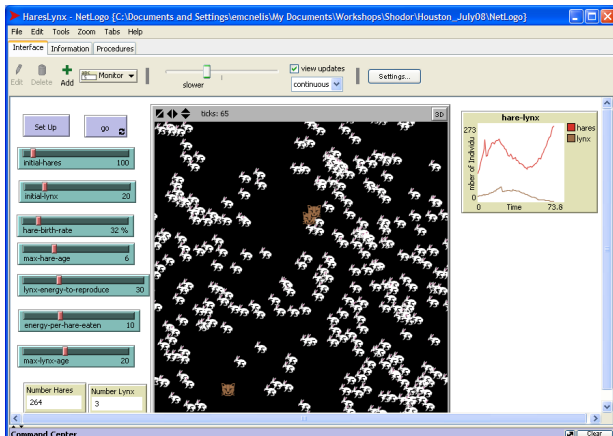 HaresLynx - NetLogo {C:\Documents and Settings\emcnelis\My Documents\Workshops\Shodor\Houston_July08\NetLogo}
File Edit Tools Zoom Tabs Help
Interface Information Procedures
Edit Delete Add Monitor slower view updates continuous Settings...
ticks: 65 3D
Set Up go
initial-hares 100
initial-lynx 20
hare-birth-rate 32 %
max-hare-age 6
lynx-energy-to-reproduce 30
energy-per-hare-eaten 10
max-lynx-age 20
Number Hares
264
Number Lynx
3
hare-lynx
273
mber of Individu
0
0 Time 73.8
hares
lynx
Command Center Clear